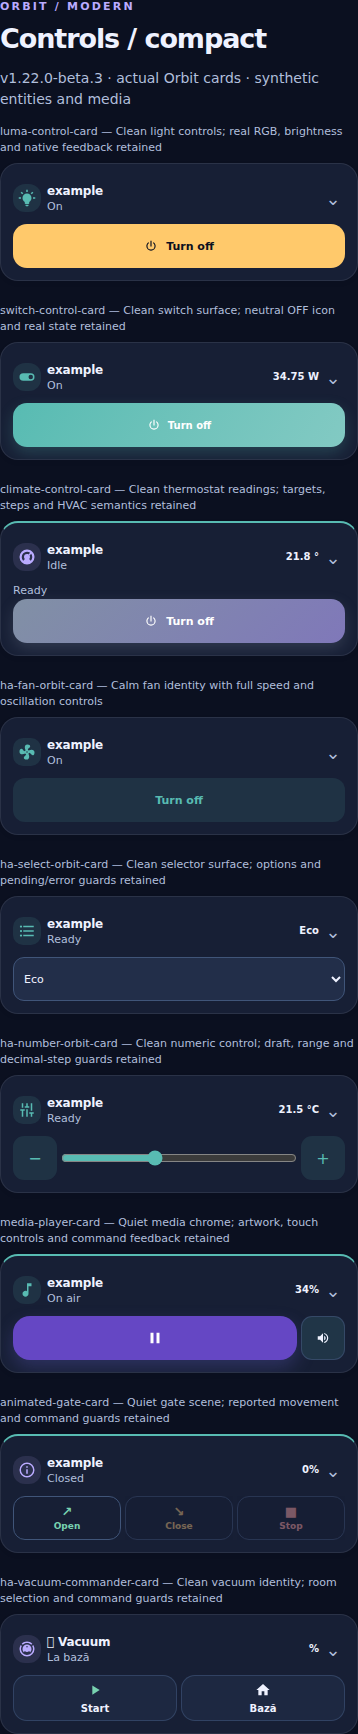 ORBIT / MODERN
Controls / compact
v1.22.0-beta.3 · actual Orbit cards · synthetic
entities and media
luma-control-card — Clean light controls; real RGB, brightness
and native feedback retained
example
On
Turn off
switch-control-card — Clean switch surface; neutral OFF icon
and real state retained
example
On
34.75 W
Turn off
climate-control-card — Clean thermostat readings; targets,
steps and HVAC semantics retained
example
Idle
21.8 °
Ready
Turn off
ha-fan-orbit-card — Calm fan identity with full speed and
oscillation controls
example
On
Turn off
ha-select-orbit-card — Clean selector surface; options and
pending/error guards retained
example
Ready
Eco
Eco
ha-number-orbit-card — Clean numeric control; draft, range and
decimal-step guards retained
example
Ready
21.5 °C
− +
media-player-card — Quiet media chrome; artwork, touch
controls and command feedback retained
example
On air
34%
animated-gate-card — Quiet gate scene; reported movement
and command guards retained
example
Closed
0%
Open Close Stop
ha-vacuum-commander-card — Clean vacuum identity; room
selection and command guards retained
Vacuum
La bază
%
Start Bază